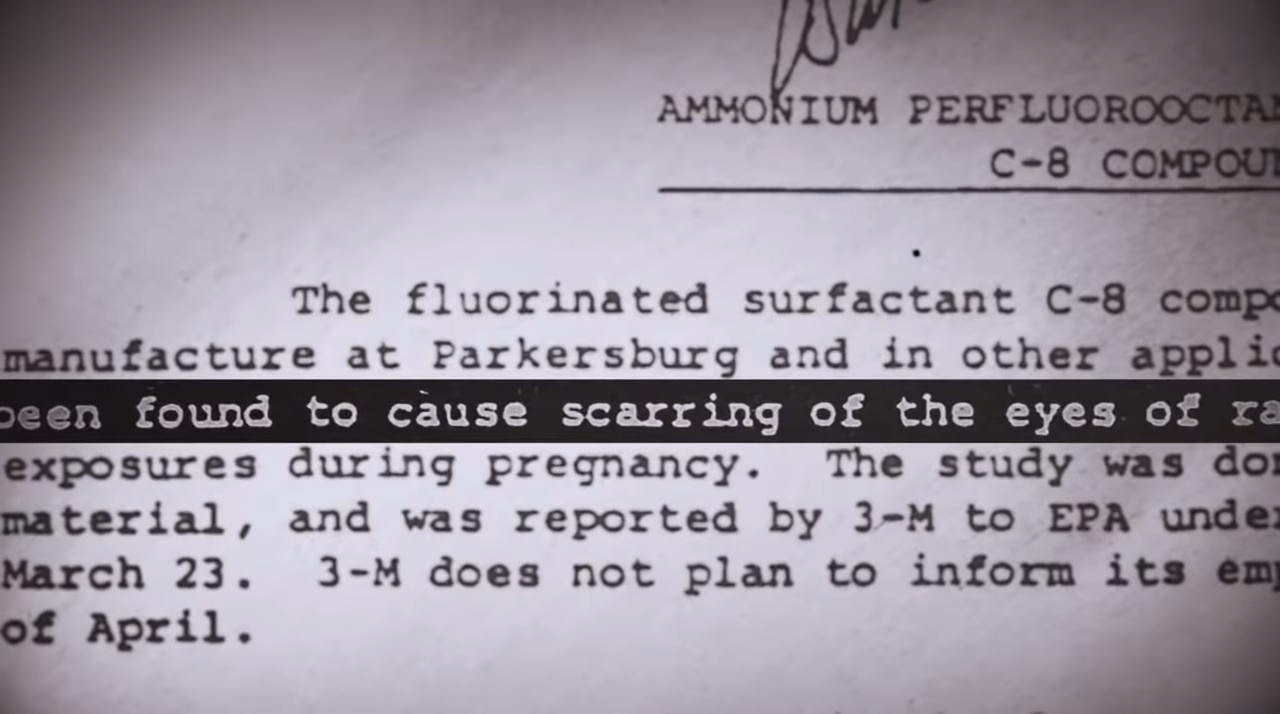 AMMONIUM PERFLUOROOCTA
C-8 COMPOU
The fluorinated surfactant C-8 comp
manufacture at Parkersburg and in other applic
been found to cause scarring of the eyes of ra
exposures during pregnancy. The study was do
material, and was reported by 3-M to EPA unde
March 23. 3-M does not plan to inform its em
of April.